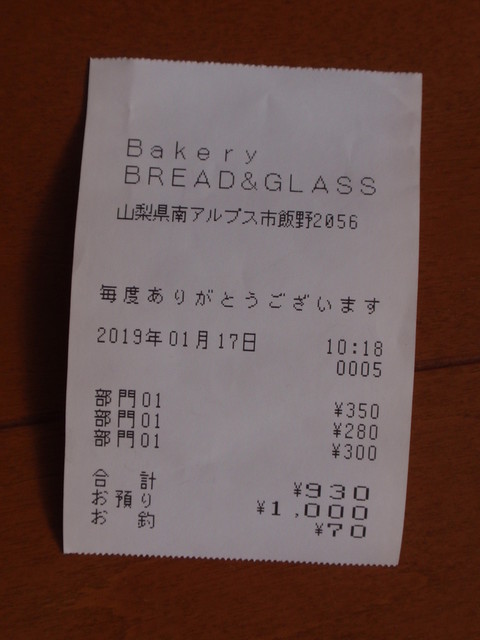 Bakery
BREAD&GLASS
山梨県南アルプス市飯野2056
毎度ありがとうございます
2019年01月17日 10:18
0005
部門01 ¥350
部門01 ¥280
部門01 ¥300
合計 ¥930
お預り ¥1,000
お釣 ¥70